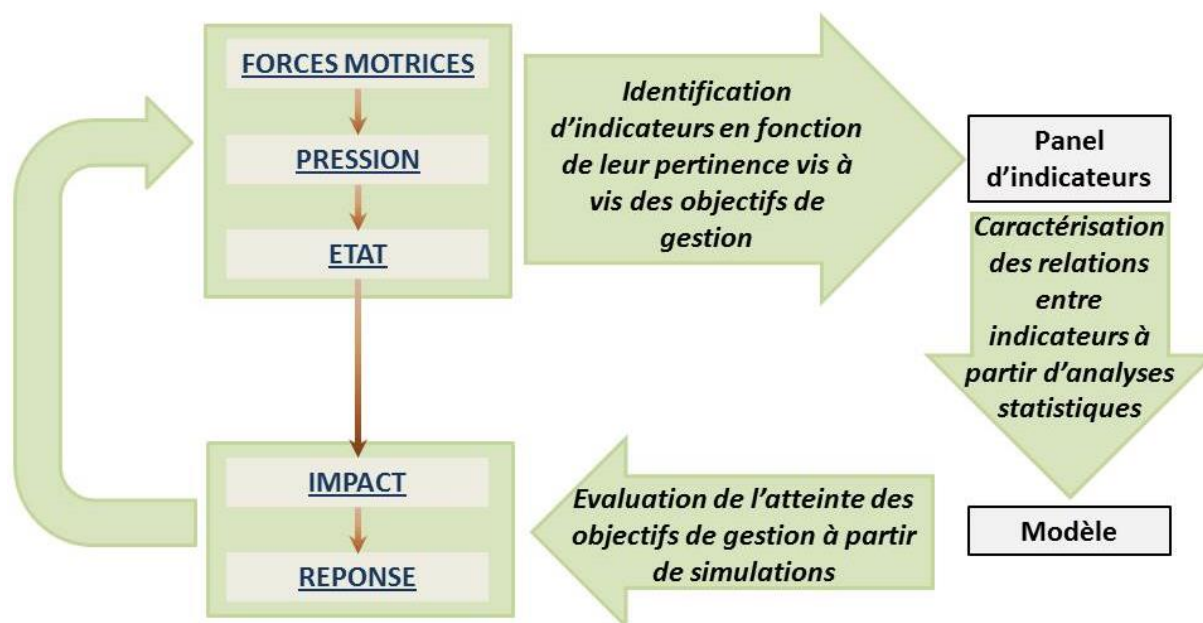 FORCES MOTRICES
PRESSION
ETAT
Identification
d'indicateurs en fonction
de leur pertinence vis à
vis des objectifs de
gestion
Panel
d'indicateurs
Caractérisation
des relations
entre
indicateurs à
partir d'analyses
statistiques
Modèle
Evaluation de l'atteinte des
objectifs de gestion à partir
de simulations
IMPACT
REPONSE